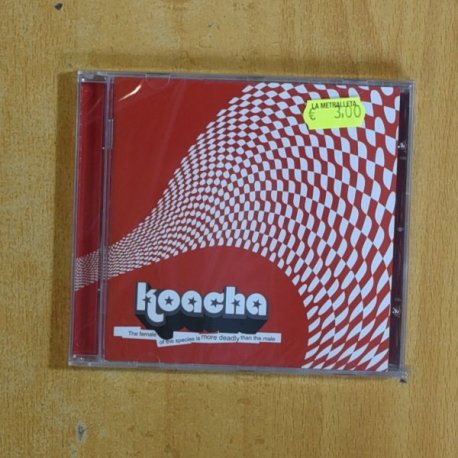 LA METRALLETA
€ 3,00
koacha
The female
of the species is more deadly than the male